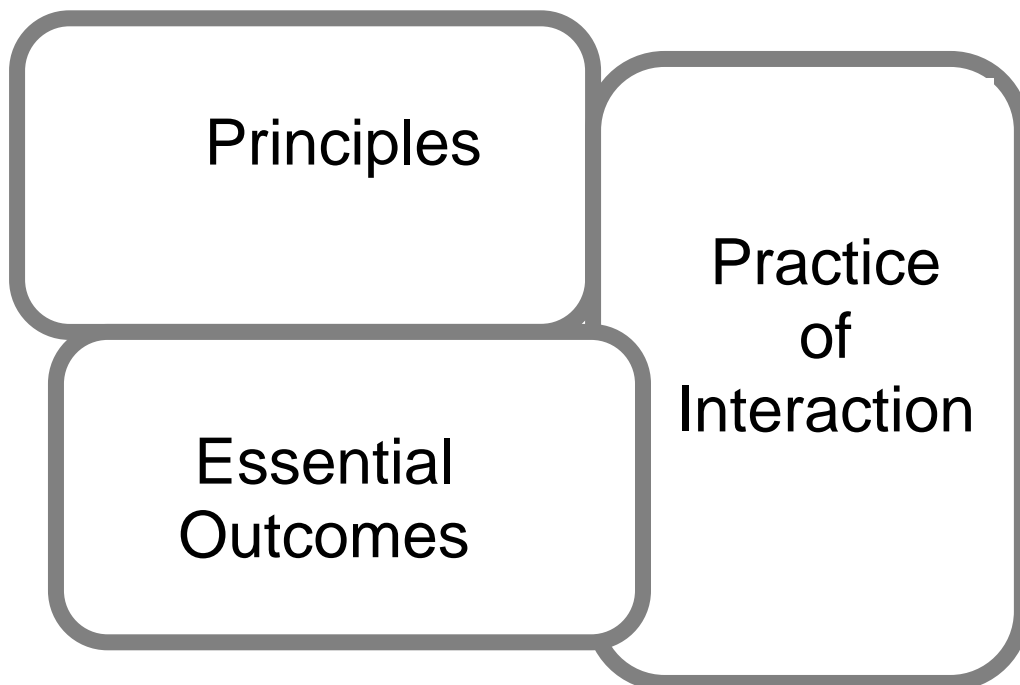 Principles
Essential
Outcomes
Practice
of
Interaction